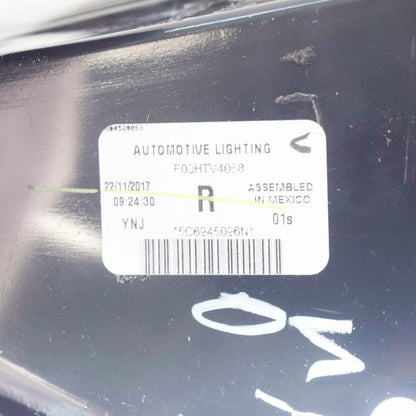 AUTOMOTIVE LIGHTING
F00HTV4068
22/11/2017 R ASSEMBLED
09:24:30 IN MEXICO
YNJ 01s
*5C6945096N*